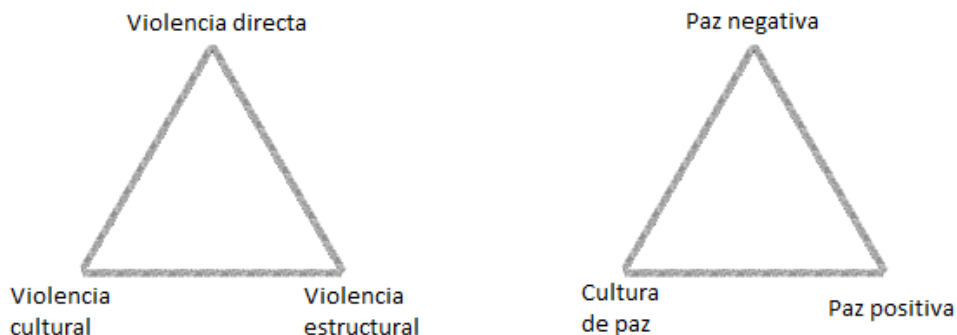 Violencia directa
Paz negativa
Violencia
cultural
Violencia
estructural
Cultura
de paz
Paz positiva